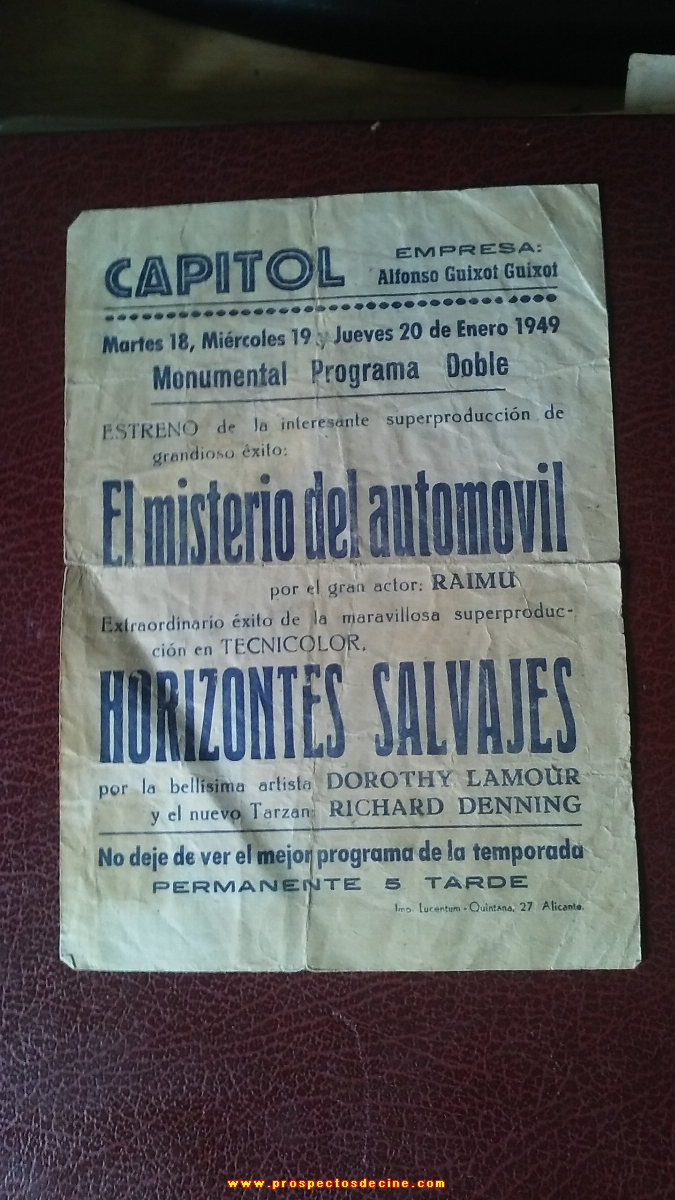 CAPITOL
EMPRESA:
Alfonso Guixot Guixot
Martes 18, Miércoles 19 y Jueves 20 de Enero 1949
Monumental Programa Doble
ESTRENO de la interesante superproducción de
grandioso éxito:
El misterio del automovil
por el gran actor: RAIMU
Extraordinario éxito de la maravillosa superproduc-
ción en TECNICOLOR.
HORIZONTES SALVAJES
por la bellísima artista DOROTHY LAMOUR
y el nuevo Tarzan: RICHARD DENNING
No deje de ver el mejor programa de la temporada
PERMANENTE 5 TARDE
Imp. Lucentum - Quintana, 27 Alicante.
www.prospectosdecine.com